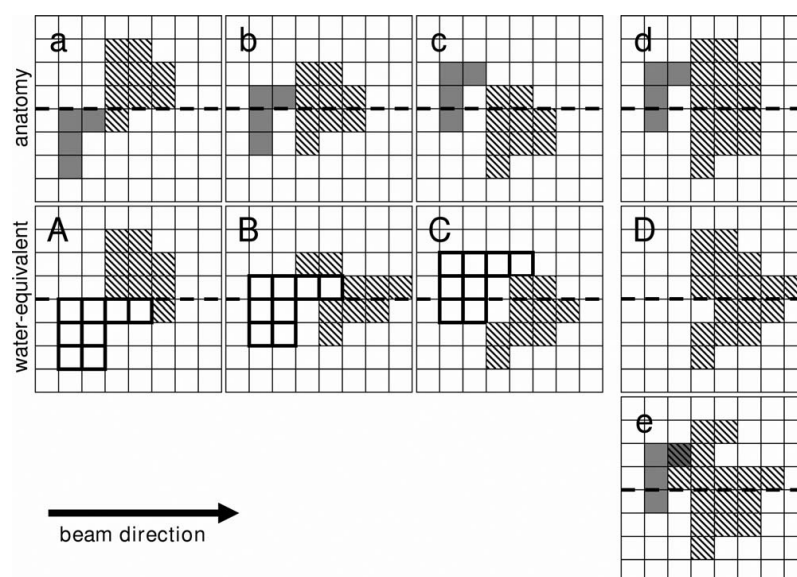 a b c d
anatomy
A B C D
water-equivalent
e
beam direction